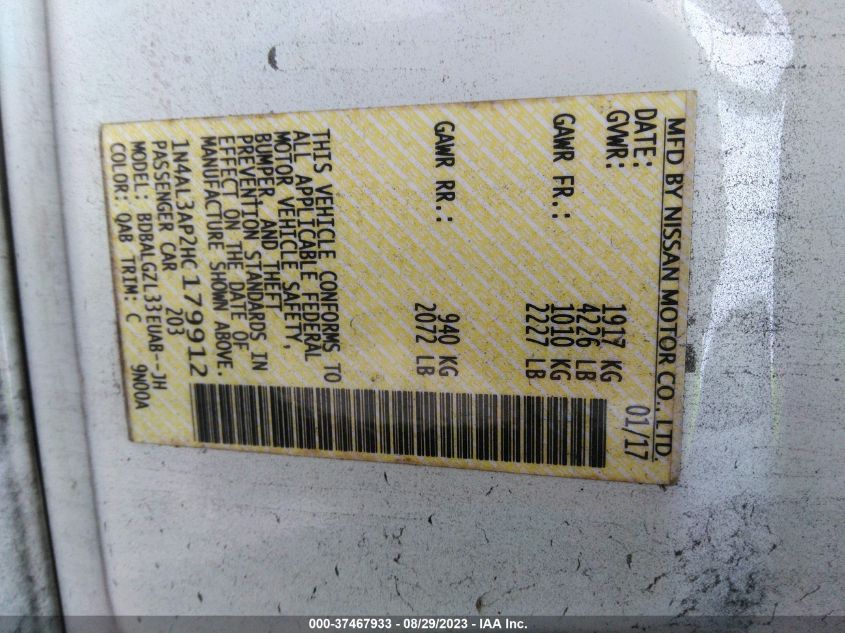 MFD BY NISSAN MOTOR CO., LTD.
DATE: 01/17
GVWR: 1917 KG
4226 LB
GAWR FR.: 1010 KG
2227 LB
GAWR RR.: 940 KG
2072 LB
THIS VEHICLE CONFORMS TO
ALL APPLICABLE FEDERAL
MOTOR VEHICLE SAFETY,
BUMPER AND THEFT
PREVENTION STANDARDS IN
EFFECT ON THE DATE OF
MANUFACTURE SHOWN ABOVE.
1N4AL3AP2HC179912
PASSENGER CAR 203
MODEL: BDBALGZL33EUAB--JH
COLOR: QAB TRIM: C 9N00A
000-37467933 - 08/29/2023 - IAA Inc.